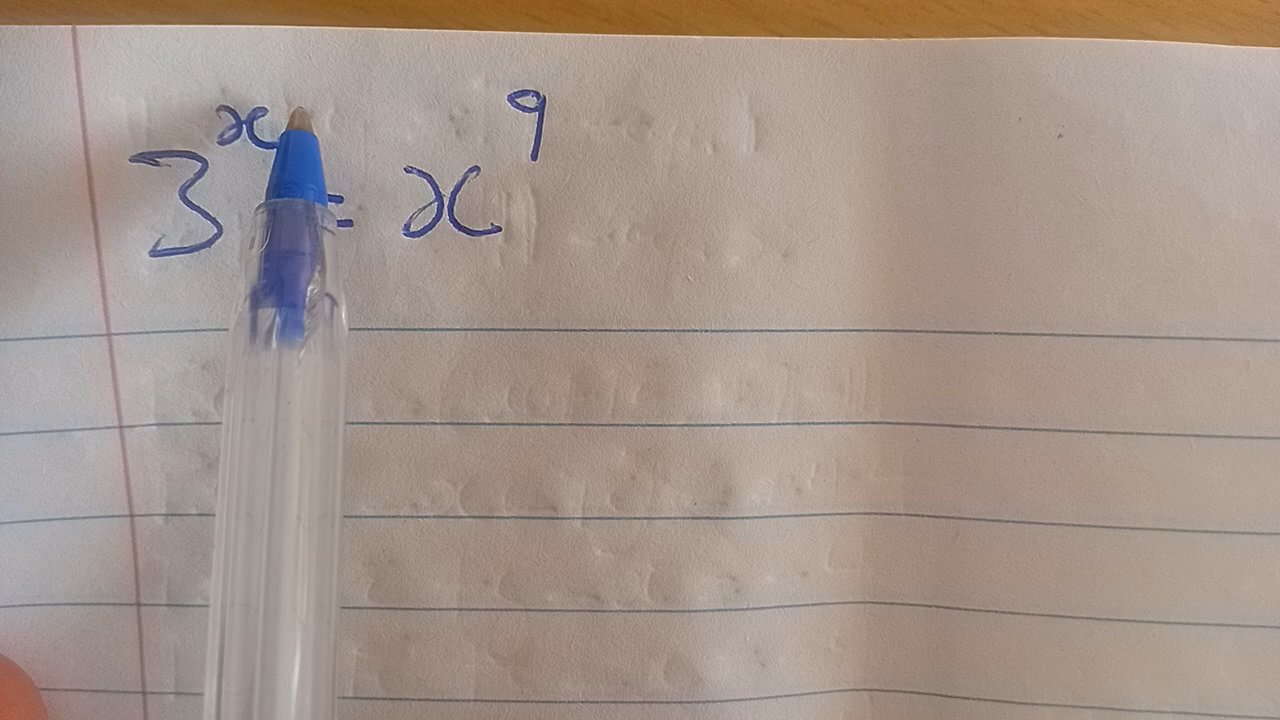 3^x = x^9